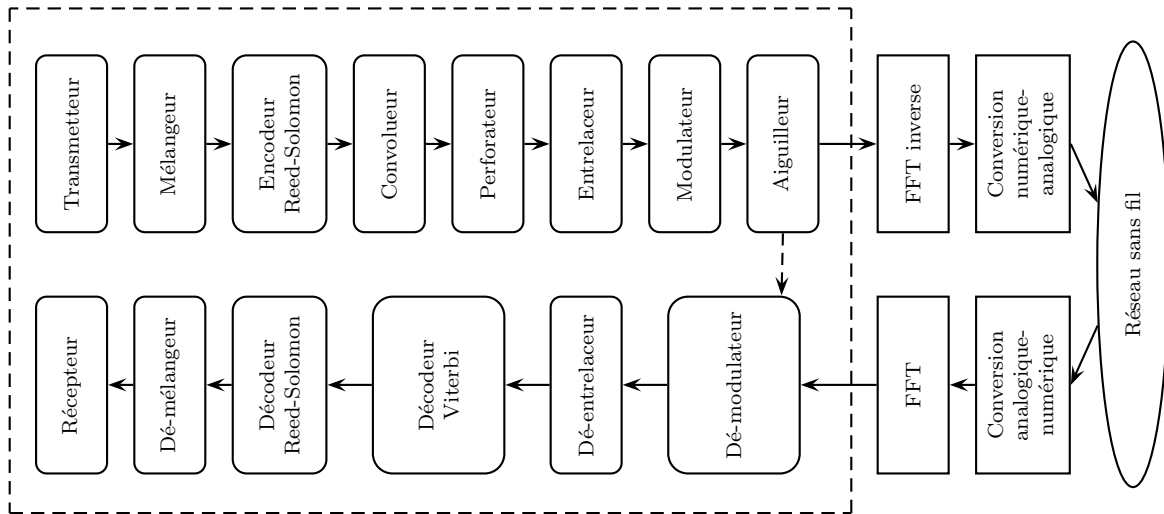 Transmetteur
Mélangeur
Encodeur
Reed-Solomon
Convolueur
Perforateur
Entrelaceur
Modulateur
Aiguilleur
FFT inverse
Conversion
numérique-
analogique
Réseau sans fil
Récepteur
Dé-mélangeur
Décodeur
Reed-Solomon
Décodeur
Viterbi
Dé-entrelaceur
Dé-modulateur
FFT
Conversion
analogique-
numérique